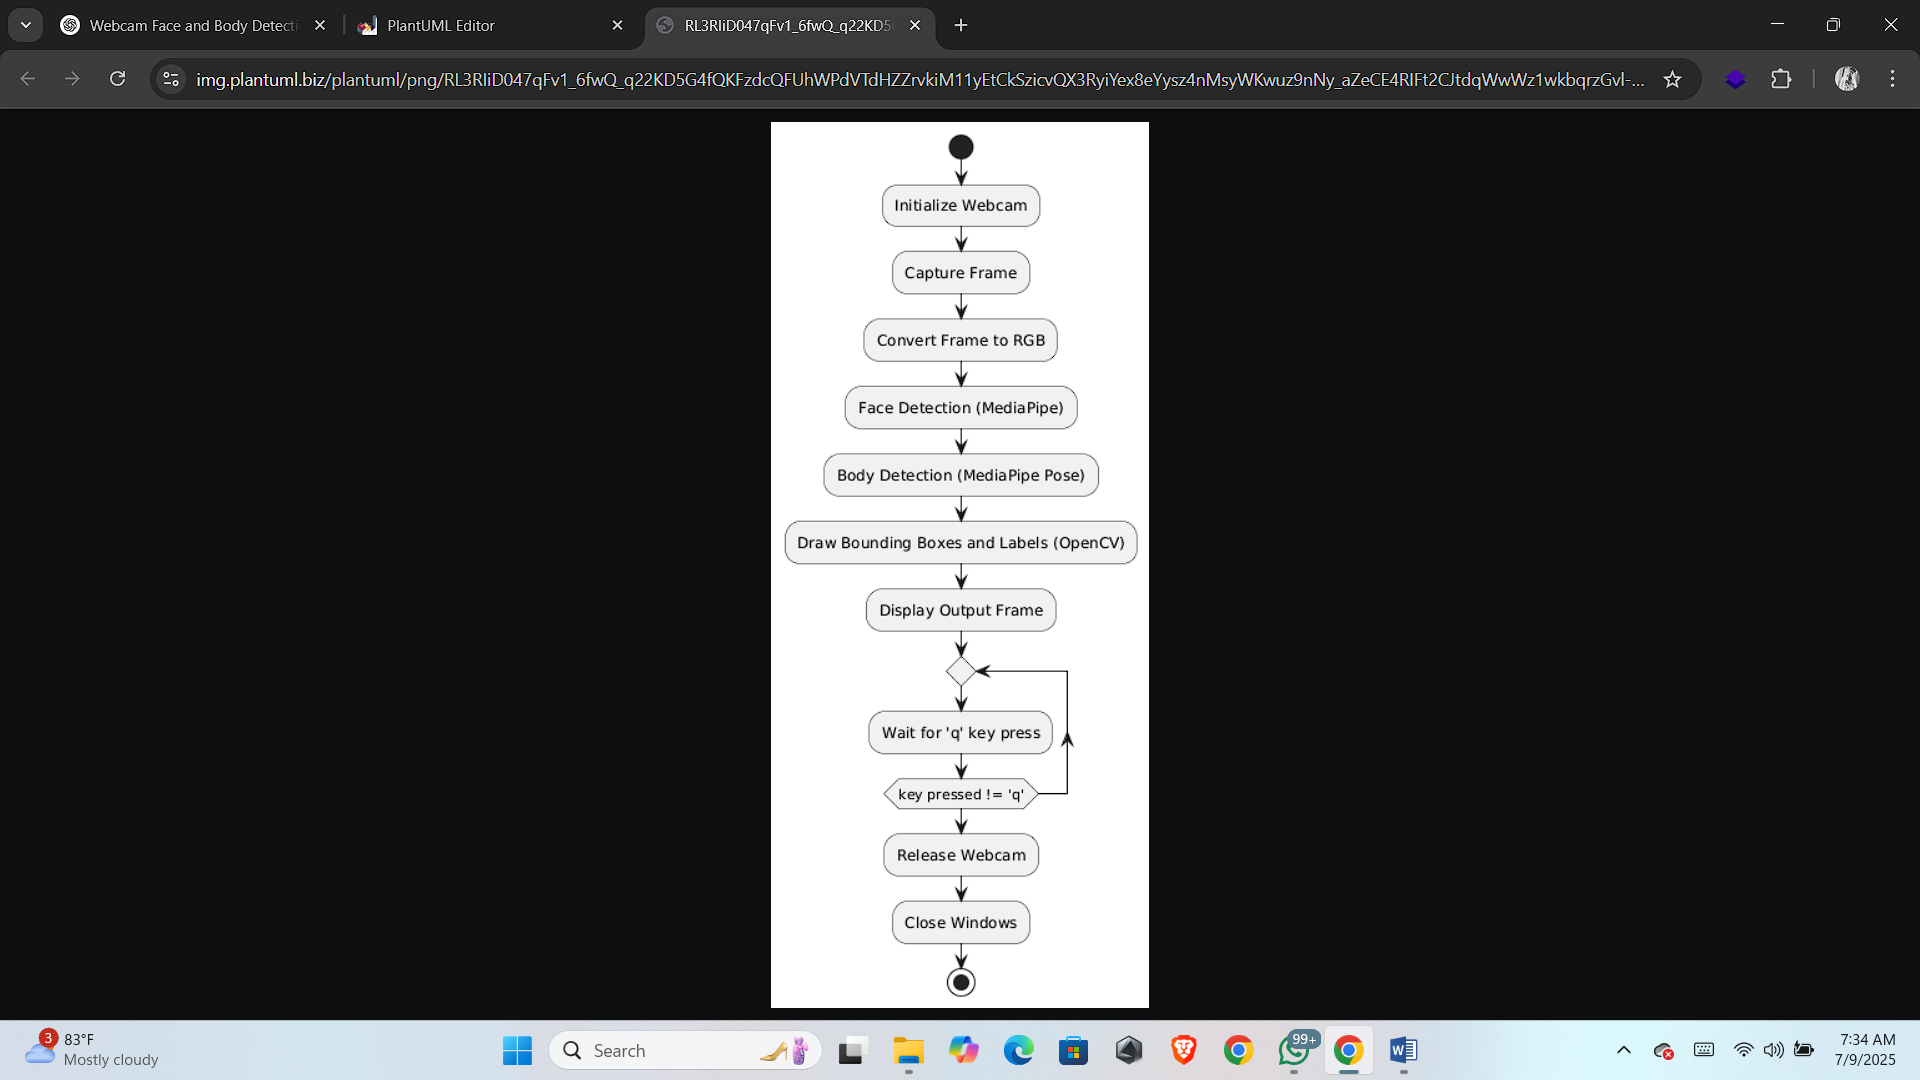 Webcam Face and Body Detecti
PlantUML Editor
RL3RIiD047qFv1_6fwQ_q22KD5
img.plantuml.biz/plantuml/png/RL3RIiD047qFv1_6fwQ_q22KD5G4fQKFzdcQFUhWPdVTdHZZrvkiM11yEtCkSzicvQX3RyiYex8eYysz4nMsyWKwuz9nNy_aZeCE4RIFt2CJtdqWwWz1wkbqrzGvl-...
Initialize Webcam
Capture Frame
Convert Frame to RGB
Face Detection (MediaPipe)
Body Detection (MediaPipe Pose)
Draw Bounding Boxes and Labels (OpenCV)
Display Output Frame
Wait for 'q' key press
key pressed != 'q'
Release Webcam
Close Windows
3
83°F
Mostly cloudy
Search
99+
W
7:34 AM
7/9/2025